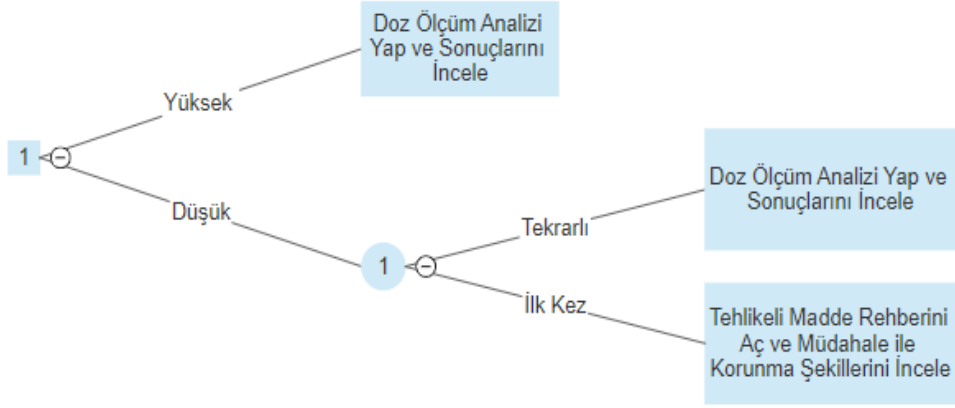 Doz Ölçüm Analizi
Yap ve Sonuçlarını
İncele
Yüksek
1
Düşük
1
Tekrarlı
Doz Ölçüm Analizi Yap ve
Sonuçlarını İncele
İlk Kez
Tehlikeli Madde Rehberini
Aç ve Müdahale ile
Korunma Şekillerini İncele